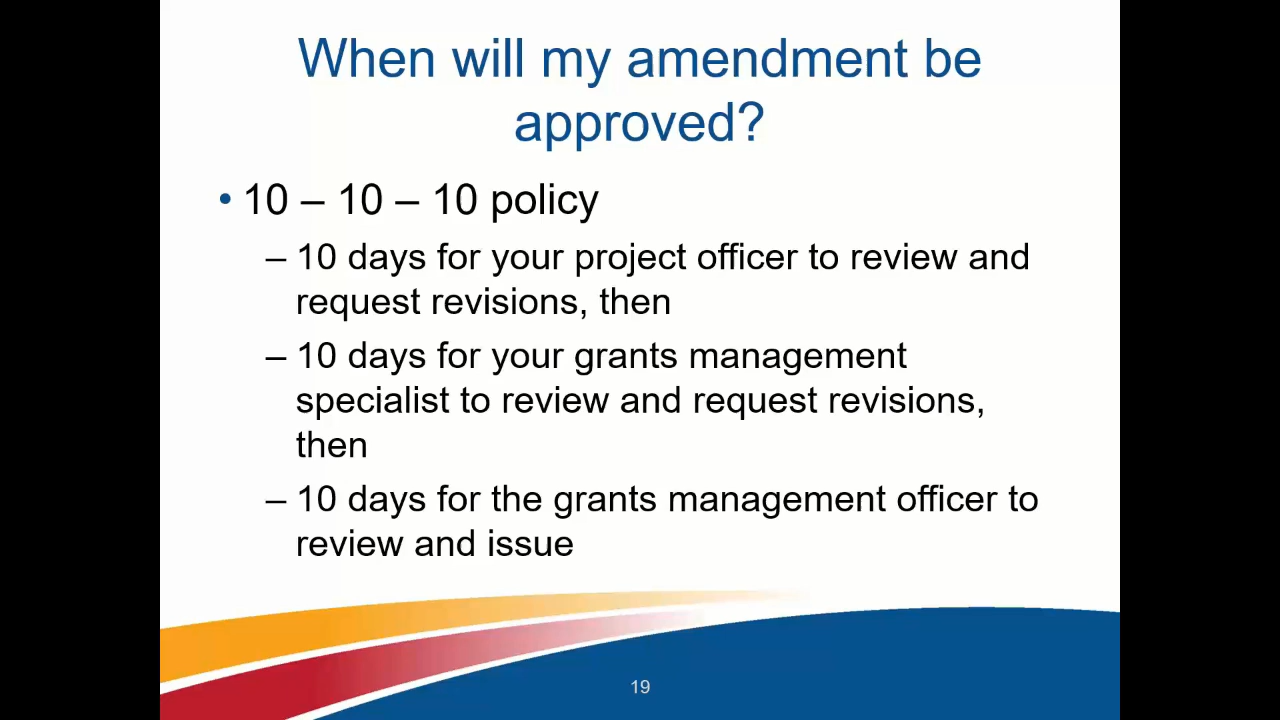 When will my amendment be
approved?
• 10 – 10 – 10 policy
– 10 days for your project officer to review and
request revisions, then
– 10 days for your grants management
specialist to review and request revisions,
then
– 10 days for the grants management officer to
review and issue
19